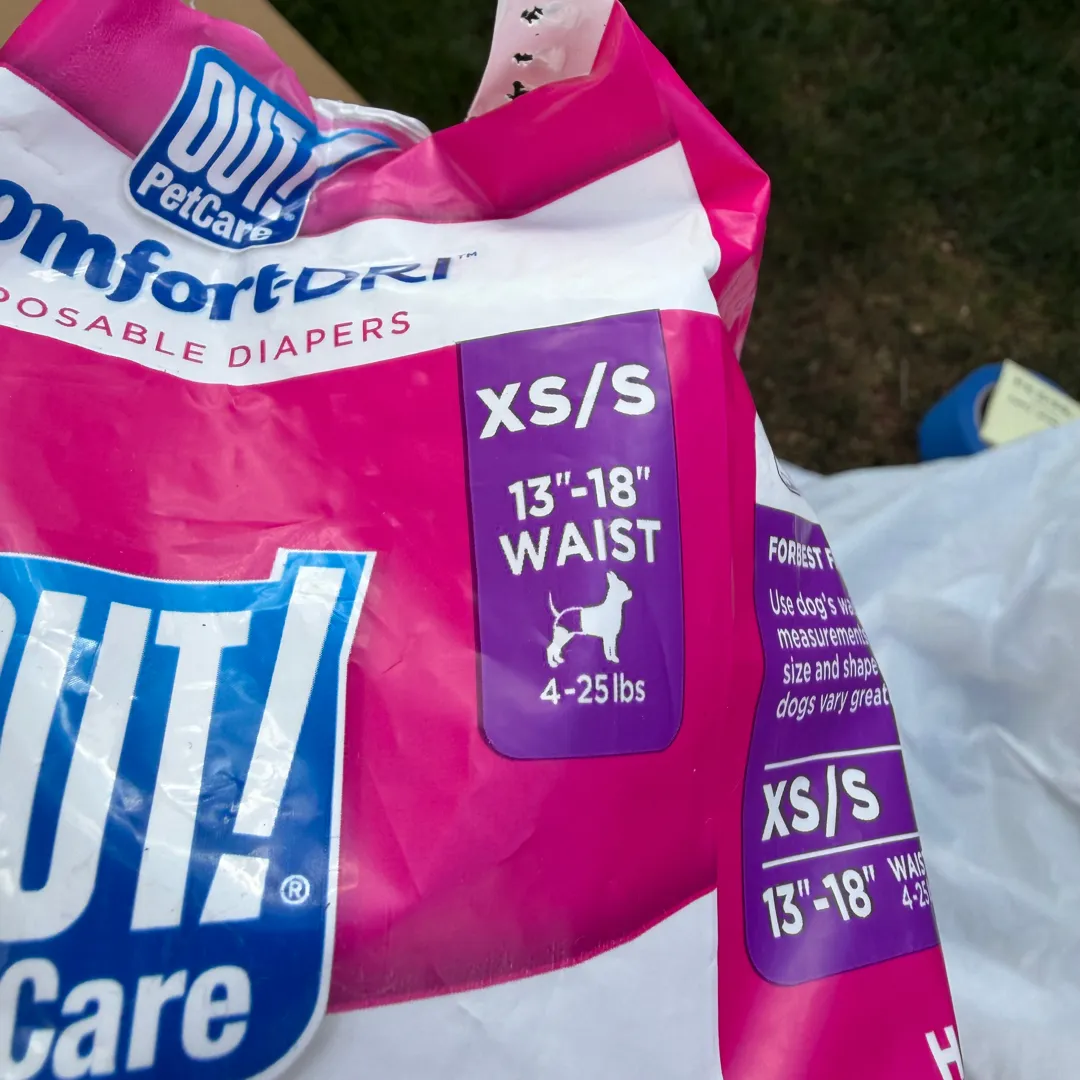 OUT!
PetCare
omfort-DRI™
POSABLE DIAPERS
XS/S
13"-18"
WAIST
4-25lbs
OUT!
®
Care
FOR BEST F
Use dog's wa
measurement
size and shape
dogs vary great
XS/S
13"-18" WAIS
4-25
H